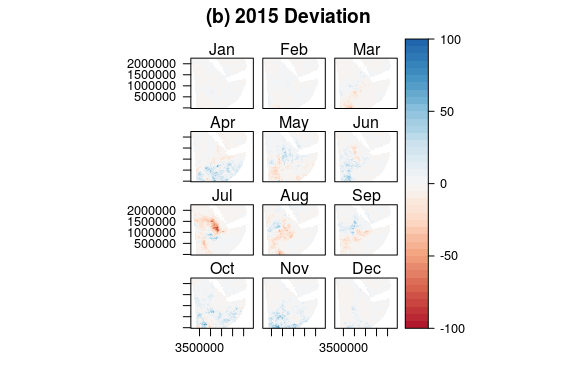 (b) 2015 Deviation
Jan Feb Mar
2000000
1500000
1000000
500000
Apr May Jun
Jul Aug Sep
2000000
1500000
1000000
500000
Oct Nov Dec
3500000 3500000
100
50
0
-50
-100